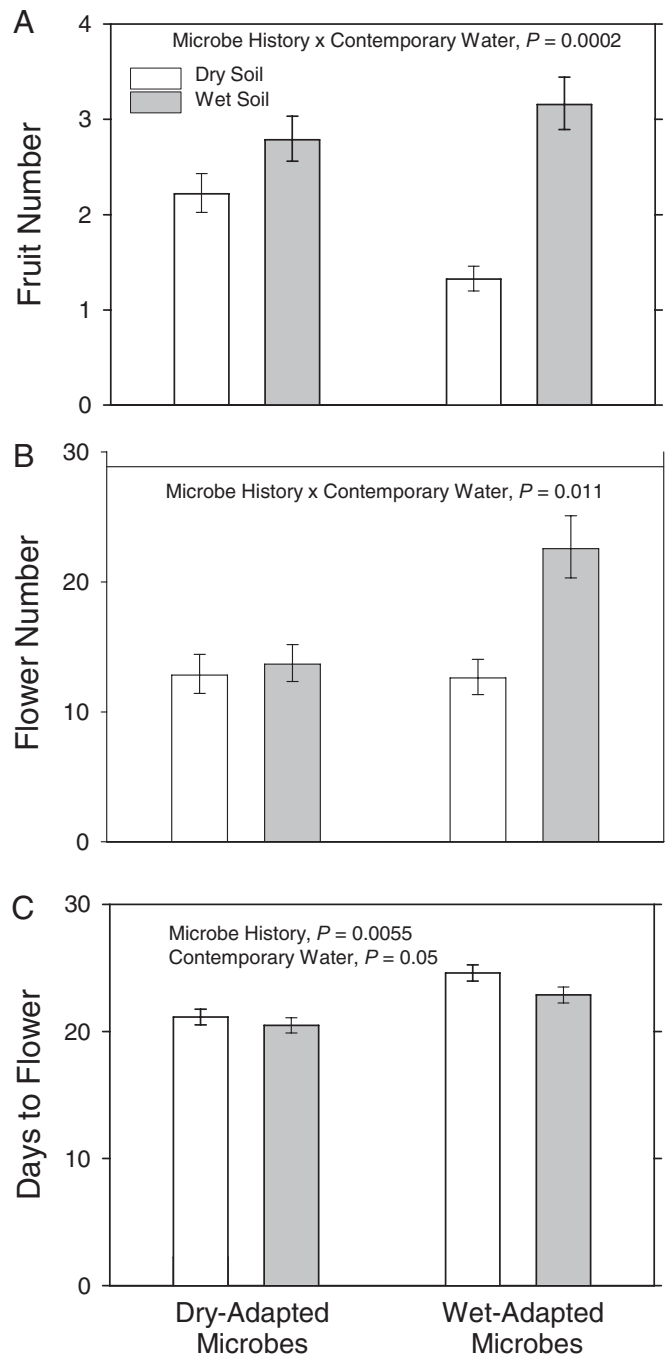 A
Fruit Number
4
3
2
1
0
Microbe History x Contemporary Water, P = 0.0002
Dry Soil
Wet Soil
B
Flower Number
30
20
10
0
Microbe History x Contemporary Water, P = 0.011
C
Days to Flower
30
20
10
0
Microbe History, P = 0.0055
Contemporary Water, P = 0.05
Dry-Adapted
Microbes
Wet-Adapted
Microbes